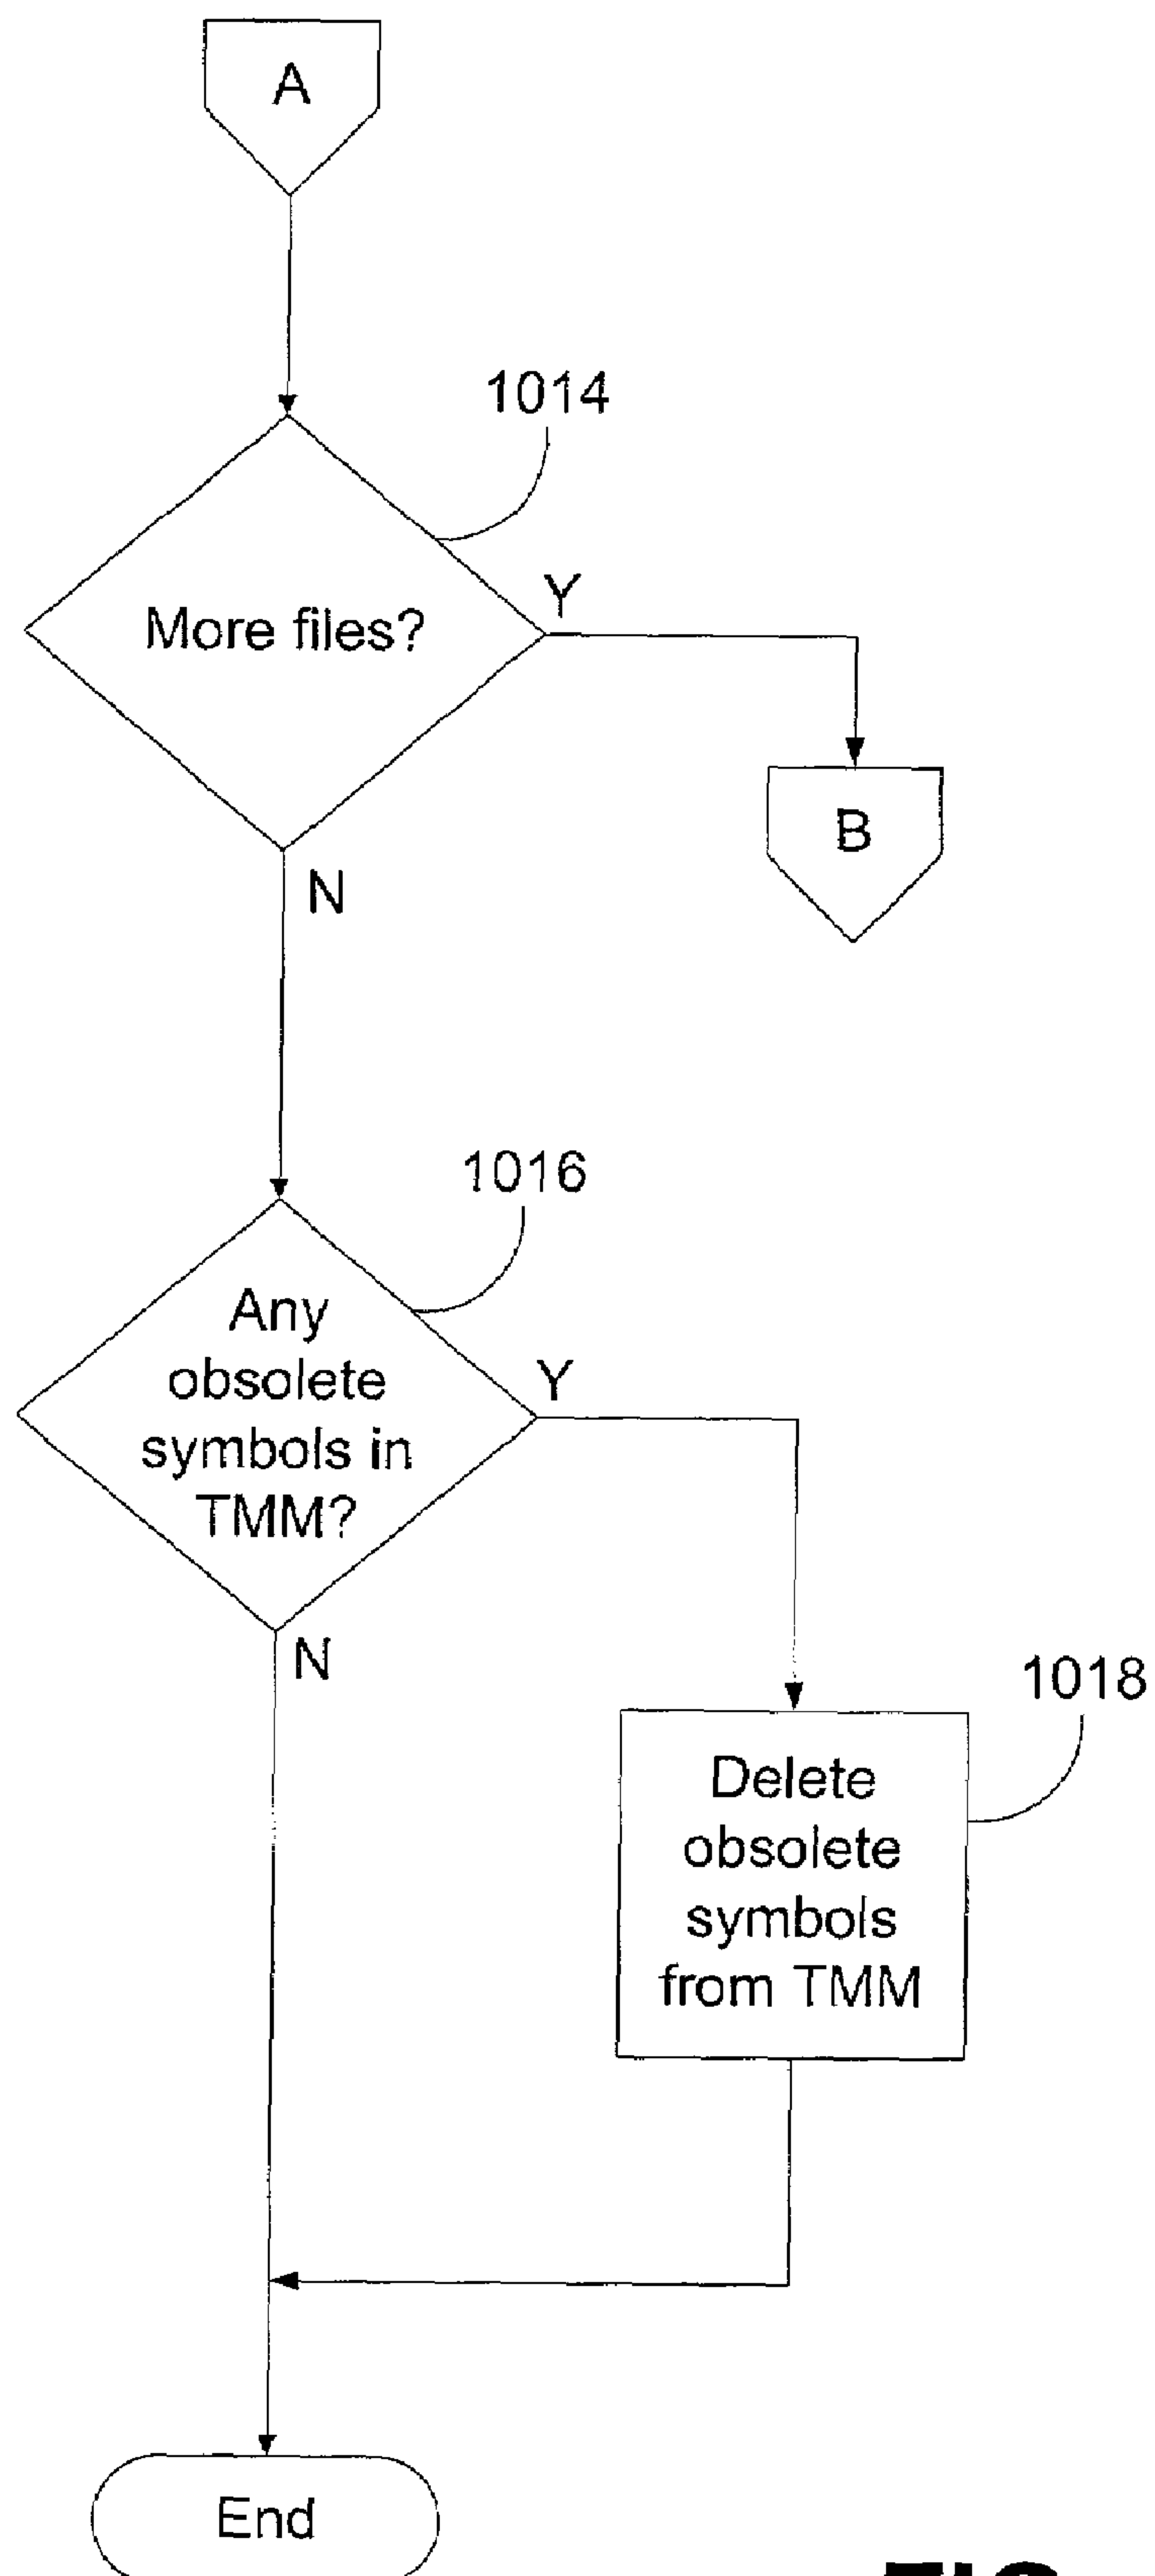 A
1014
More files?
Y
B
N
1016
Any
obsolete
symbols in
TMM?
Y
N
1018
Delete
obsolete
symbols
from TMM
End